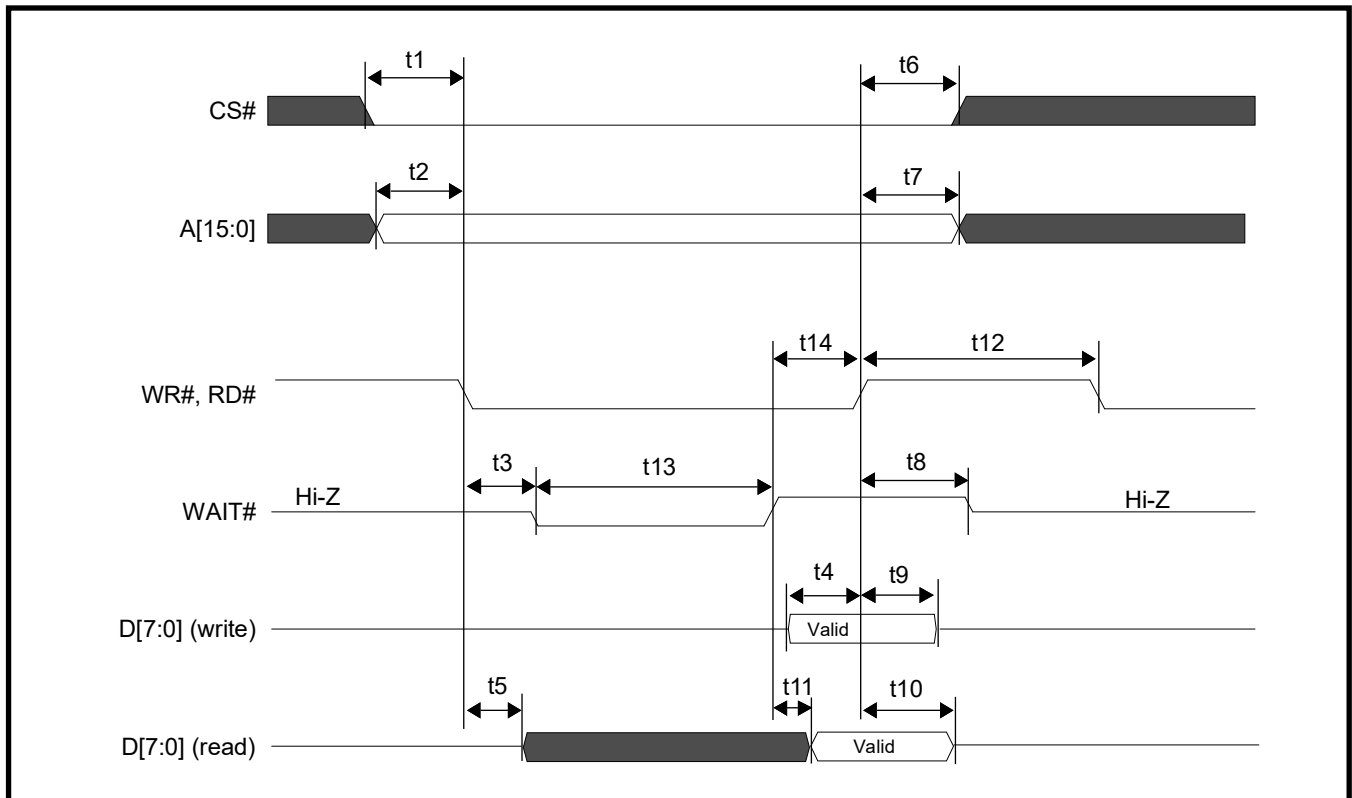 t1
t6
CS#
t2
t7
A[15:0]
t14
t12
WR#, RD#
t3
t13
t8
Hi-Z
Hi-Z
WAIT#
t4
t9
D[7:0] (write)
Valid
t5
t11
t10
D[7:0] (read)
Valid